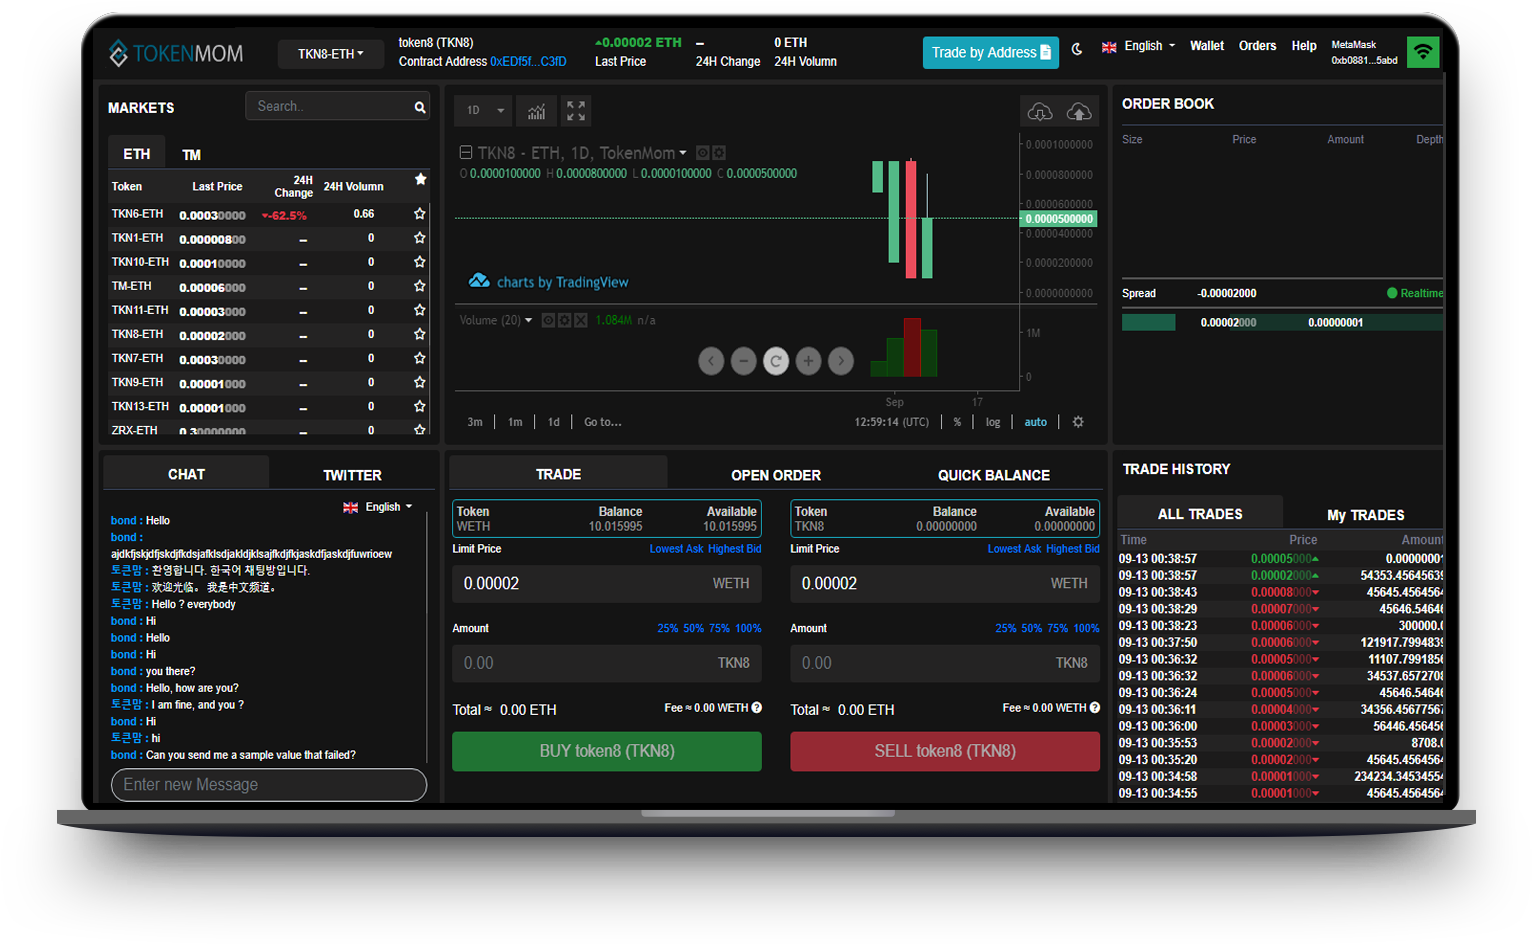 TOKENMOM
TKN8-ETH
token8 (TKN8)
Contract Address 0xEDf5f...C3fD
0.00002 ETH
Last Price
–
24H Change
0 ETH
24H Volumn
Trade by Address
English
Wallet
Orders
Help
MetaMask
0xb0881...5abd
MARKETS
Search..
ETH
TM
Token Last Price 24H Change 24H Volumn
TKN6-ETH 0.00030000 -62.5% 0.66
TKN1-ETH 0.00000800 – 0
TKN10-ETH 0.00010000 – 0
TM-ETH 0.00006000 – 0
TKN11-ETH 0.00003000 – 0
TKN8-ETH 0.00002000 – 0
TKN7-ETH 0.00030000 – 0
TKN9-ETH 0.00001000 – 0
TKN13-ETH 0.00001000 – 0
ZRX-ETH 0.30000000 – 0
1D
TKN8 - ETH, 1D, TokenMom
O 0.0000100000 H 0.0000800000 L 0.0000100000 C 0.0000500000
0.0001000000
0.0000800000
0.0000600000
0.0000500000
0.0000400000
0.0000200000
0.0000000000
charts by TradingView
Volume (20) 1.084M n/a
1M
0
Sep 17
3m 1m 1d Go to...
12:59:14 (UTC) % log auto
ORDER BOOK
Size Price Amount Depth
Spread -0.00002000 Realtime
0.00002000 0.00000001
CHAT
TWITTER
English
bond : Hello
bond :
ajdkfjskjdfjskdjfkdsjafklsdjakldjklsajfkdjfkjaskdfjaskdjfuwrioew
토큰맘 : 환영합니다. 한국어 채팅방입니다.
토큰맘 : 欢迎光临。 我是中文频道。
토큰맘 : Hello ? everybody
bond : Hi
bond : Hello
bond : Hi
bond : you there?
bond : Hello, how are you?
토큰맘 : I am fine, and you ?
bond : Hi
토큰맘 : hi
bond : Can you send me a sample value that failed?
Enter new Message
TRADE
OPEN ORDER
QUICK BALANCE
Token Balance Available
WETH 10.015995 10.015995
Limit Price Lowest Ask Highest Bid
0.00002 WETH
Amount 25% 50% 75% 100%
0.00 TKN8
Total ≈ 0.00 ETH Fee ≈ 0.00 WETH
BUY token8 (TKN8)
Token Balance Available
TKN8 0.00000000 0.00000000
Limit Price Lowest Ask Highest Bid
0.00002 WETH
Amount 25% 50% 75% 100%
0.00 TKN8
Total ≈ 0.00 ETH Fee ≈ 0.00 WETH
SELL token8 (TKN8)
TRADE HISTORY
ALL TRADES
My TRADES
Time Price Amount
09-13 00:38:57 0.00005000 0.0000001
09-13 00:38:57 0.00002000 54353.45645639
09-13 00:38:43 0.00008000 45645.4564564
09-13 00:38:29 0.00007000 45646.54646
09-13 00:38:23 0.00006000 300000.0
09-13 00:37:50 0.00006000 121917.7994839
09-13 00:36:32 0.00005000 11107.7991856
09-13 00:36:32 0.00006000 34537.6572708
09-13 00:36:24 0.00005000 45646.54646
09-13 00:36:11 0.00004000 34356.45677567
09-13 00:36:00 0.00003000 56446.456456
09-13 00:35:53 0.00002000 8708.0
09-13 00:35:20 0.00002000 45645.4564564
09-13 00:34:58 0.00001000 234234.34534554
09-13 00:34:55 0.00001000 45645.4564564